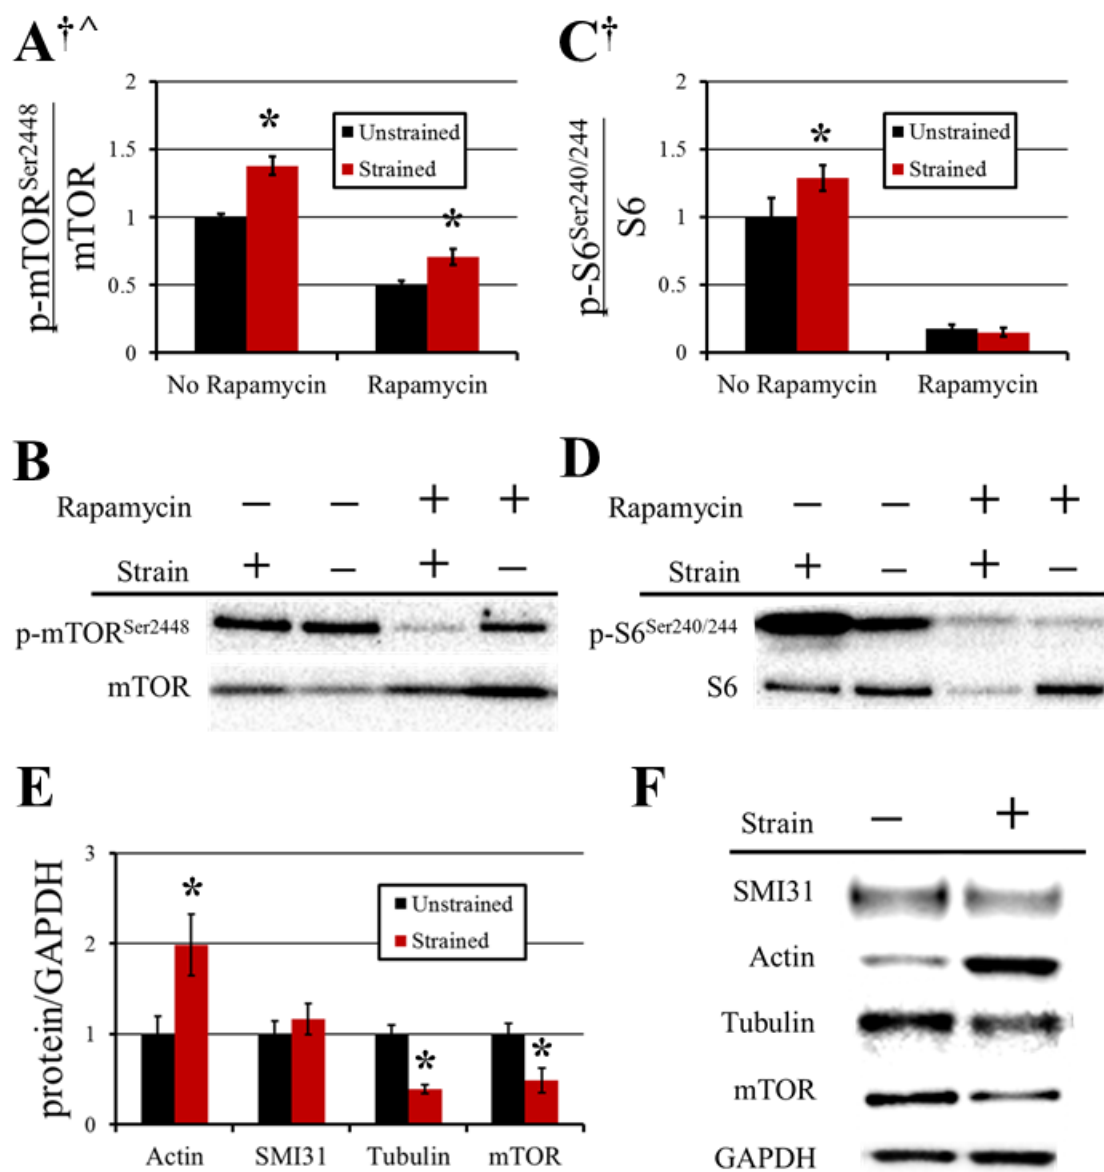 A†^
p-mTOR^Ser2448
mTOR
2
1.5
1
0.5
0
Unstrained
Strained
*
*
No Rapamycin
Rapamycin
C†
p-S6^Ser240/244
S6
2
1.5
1
0.5
0
Unstrained
Strained
*
No Rapamycin
Rapamycin
B
Rapamycin – – + +
Strain + – + –
p-mTOR^Ser2448
mTOR
D
Rapamycin – – + +
Strain + – + –
p-S6^Ser240/244
S6
E
protein/GAPDH
3
2
1
0
Unstrained
Strained
*
*
*
Actin
SMI31
Tubulin
mTOR
F
Strain – +
SMI31
Actin
Tubulin
mTOR
GAPDH